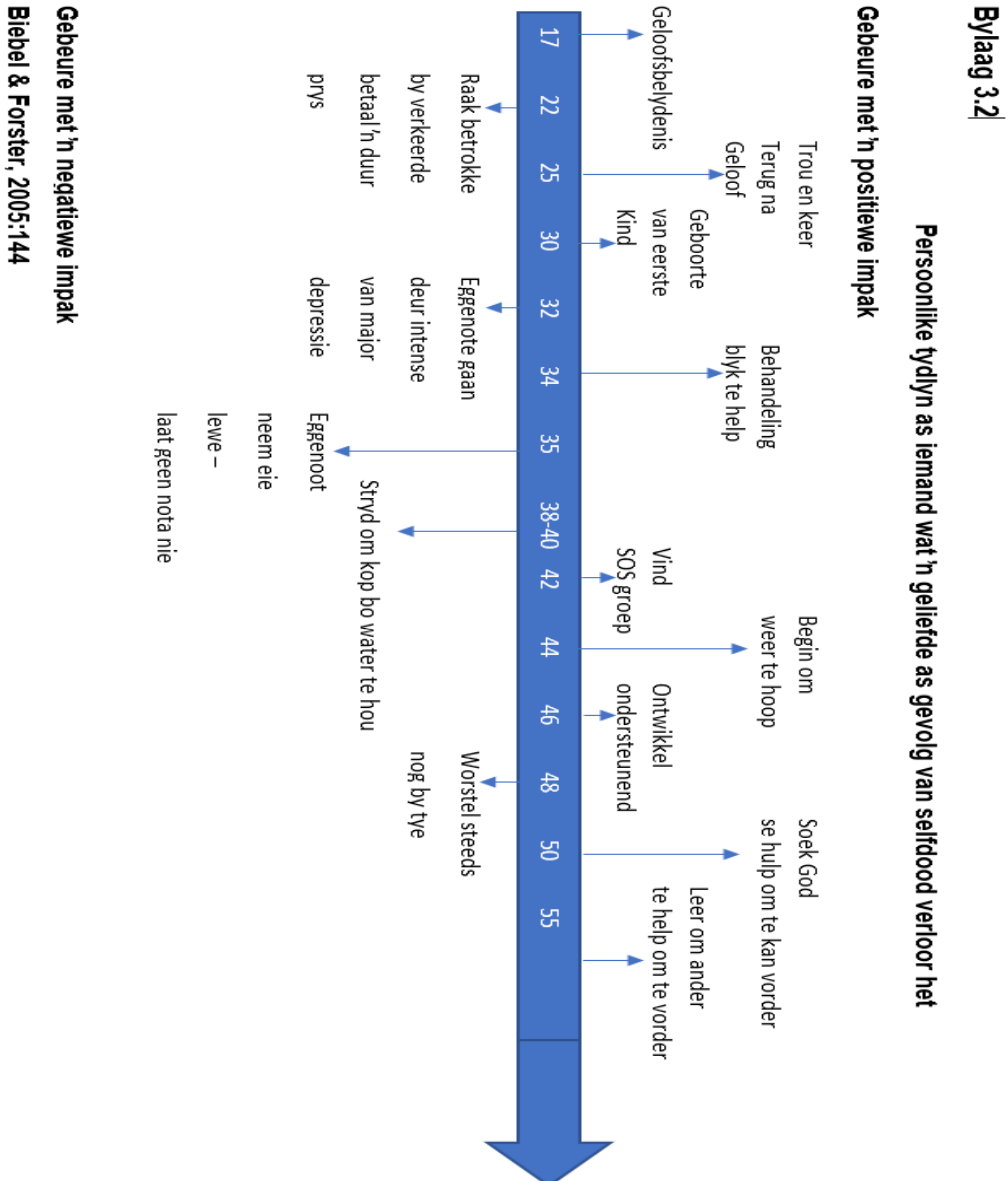 Bylaag 3.2
Persoonlike tydlyn as iemand wat 'n geliefde as gevolg van selfdood verloor het
Gebeure met 'n positiewe impak
Trou en keer
Terug na
Geloof
Geloofsbelydenis
Geboorte
van eerste
Kind
Behandeling
blyk te help
Vind
SOS groep
Begin om
weer te hoop
Ontwikkel
ondersteunend
Soek God
se hulp om te kan vorder
Leer om ander
te help om te vorder
17 22 25 30 32 34 35 38-40 42 44 46 48 50 55
Raak betrokke
by verkeerde
betaal 'n duur
prys
Eggenote gaan
deur intense
van major
depressie
Eggenoot
neem eie
lewe –
laat geen nota nie
Stryd om kop bo water te hou
Worstel steeds
nog by tye
Gebeure met 'n negatiewe impak
Biebel & Forster, 2005:144